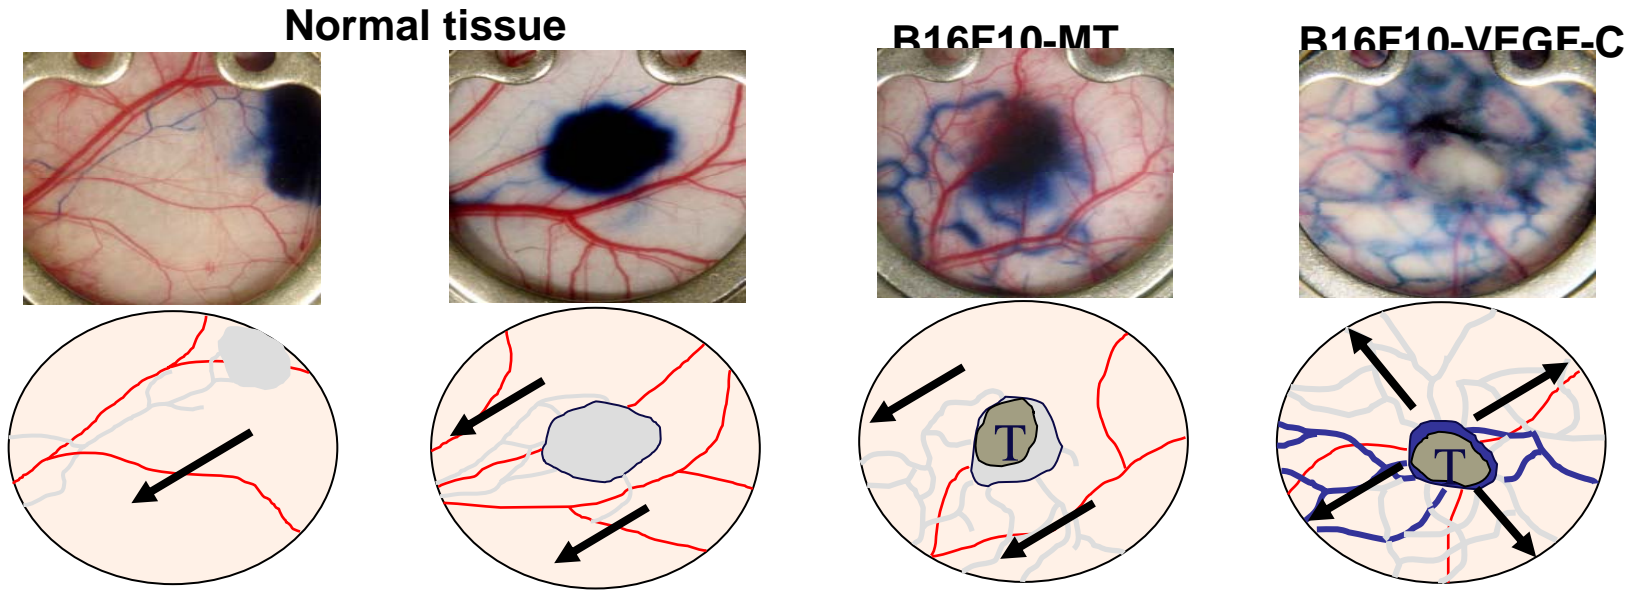 Normal tissue
B16F10-MT
B16F10-VEGF-C
T
T